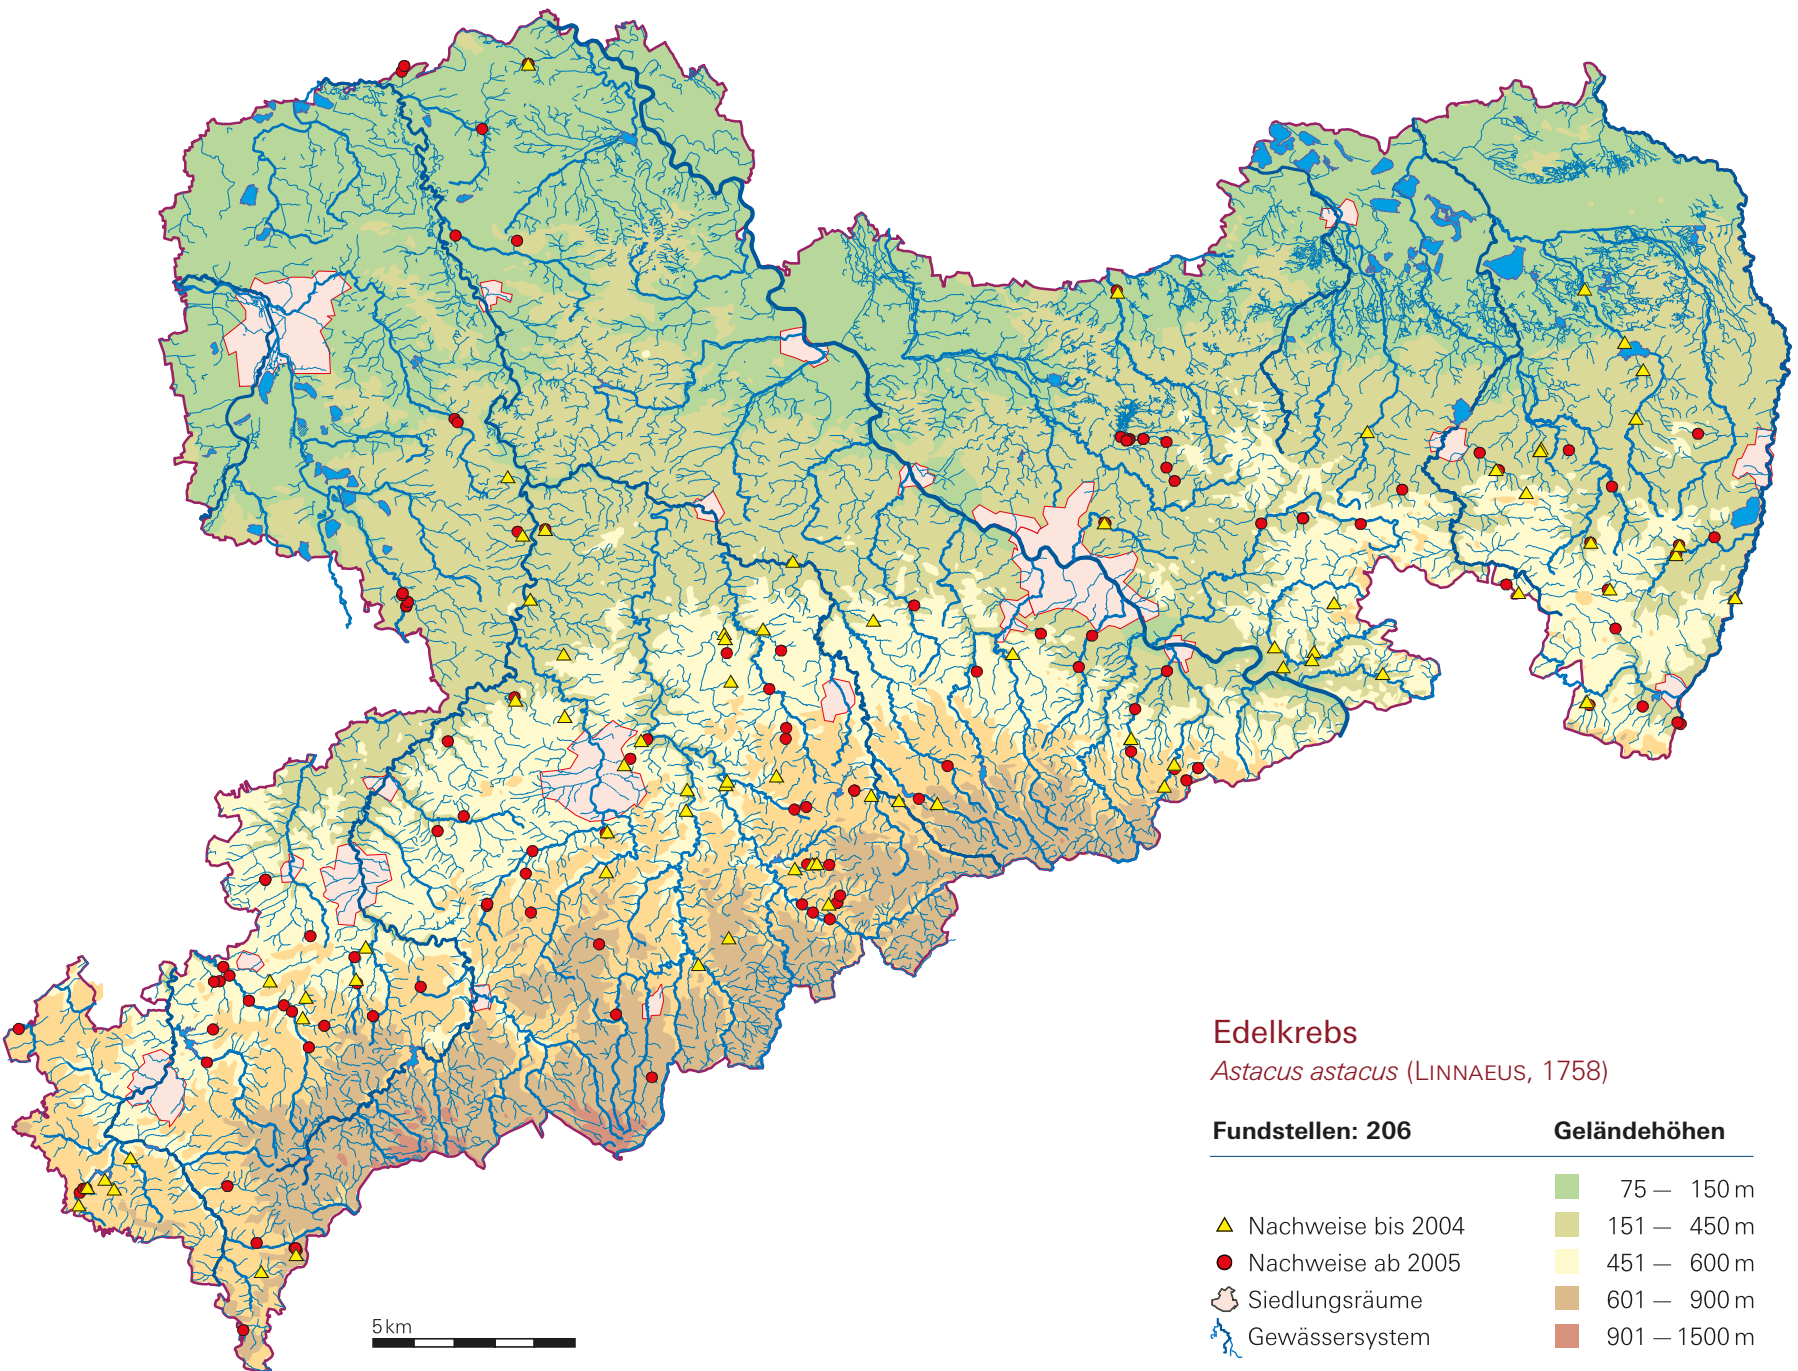 Edelkrebs
Astacus astacus (LINNAEUS, 1758)
Fundstellen: 206
Geländehöhen
75 — 150 m
Nachweise bis 2004
151 — 450 m
Nachweise ab 2005
451 — 600 m
Siedlungsräume
601 — 900 m
Gewässersystem
901 — 1500 m
5 km